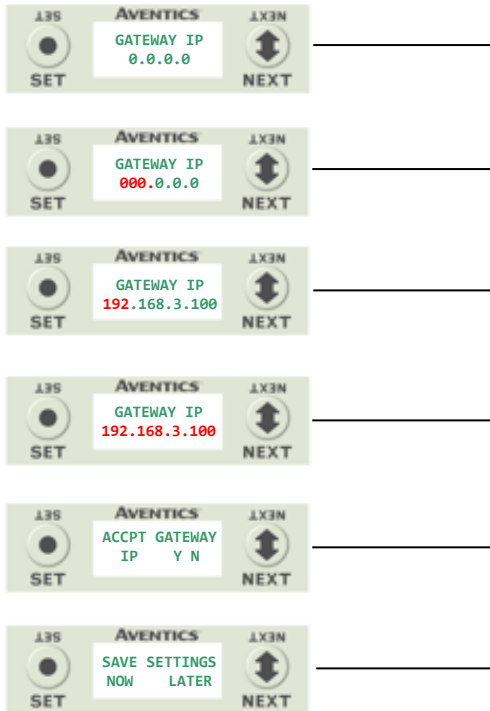 SET AVENTICS NEXT
GATEWAY IP
0.0.0.0
SET NEXT
SET AVENTICS NEXT
GATEWAY IP
000.0.0.0
SET NEXT
SET AVENTICS NEXT
GATEWAY IP
192.168.3.100
SET NEXT
SET AVENTICS NEXT
GATEWAY IP
192.168.3.100
SET NEXT
SET AVENTICS NEXT
ACCPT GATEWAY
IP Y N
SET NEXT
SET AVENTICS NEXT
SAVE SETTINGS
NOW LATER
SET NEXT